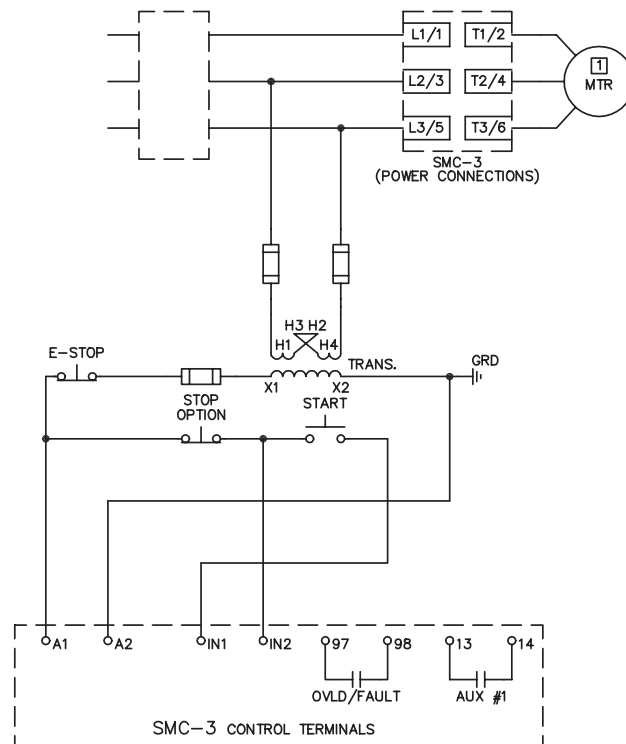 L1/1 T1/2
1
L2/3 T2/4 MTR
L3/5 T3/6
SMC-3
(POWER CONNECTIONS)
H3 H2
H1 H4
E-STOP
TRANS. GRD
X1 X2
STOP
OPTION
START
A1 A2 IN1 IN2 97 98 13 14
OVLD/FAULT AUX #1
SMC-3 CONTROL TERMINALS